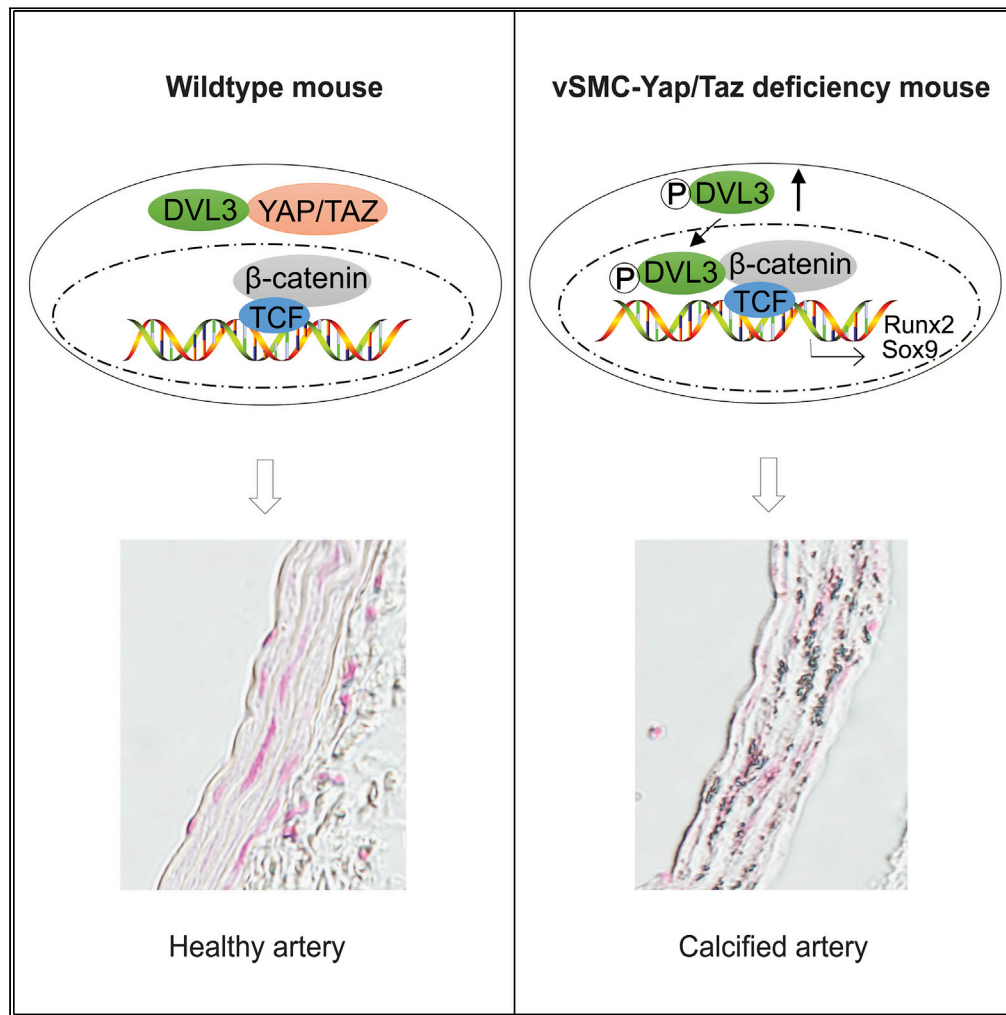 Wildtype mouse
DVL3 YAP/TAZ
β-catenin
TCF
Healthy artery
vSMC-Yap/Taz deficiency mouse
P DVL3
P DVL3 β-catenin
TCF
Runx2
Sox9
Calcified artery